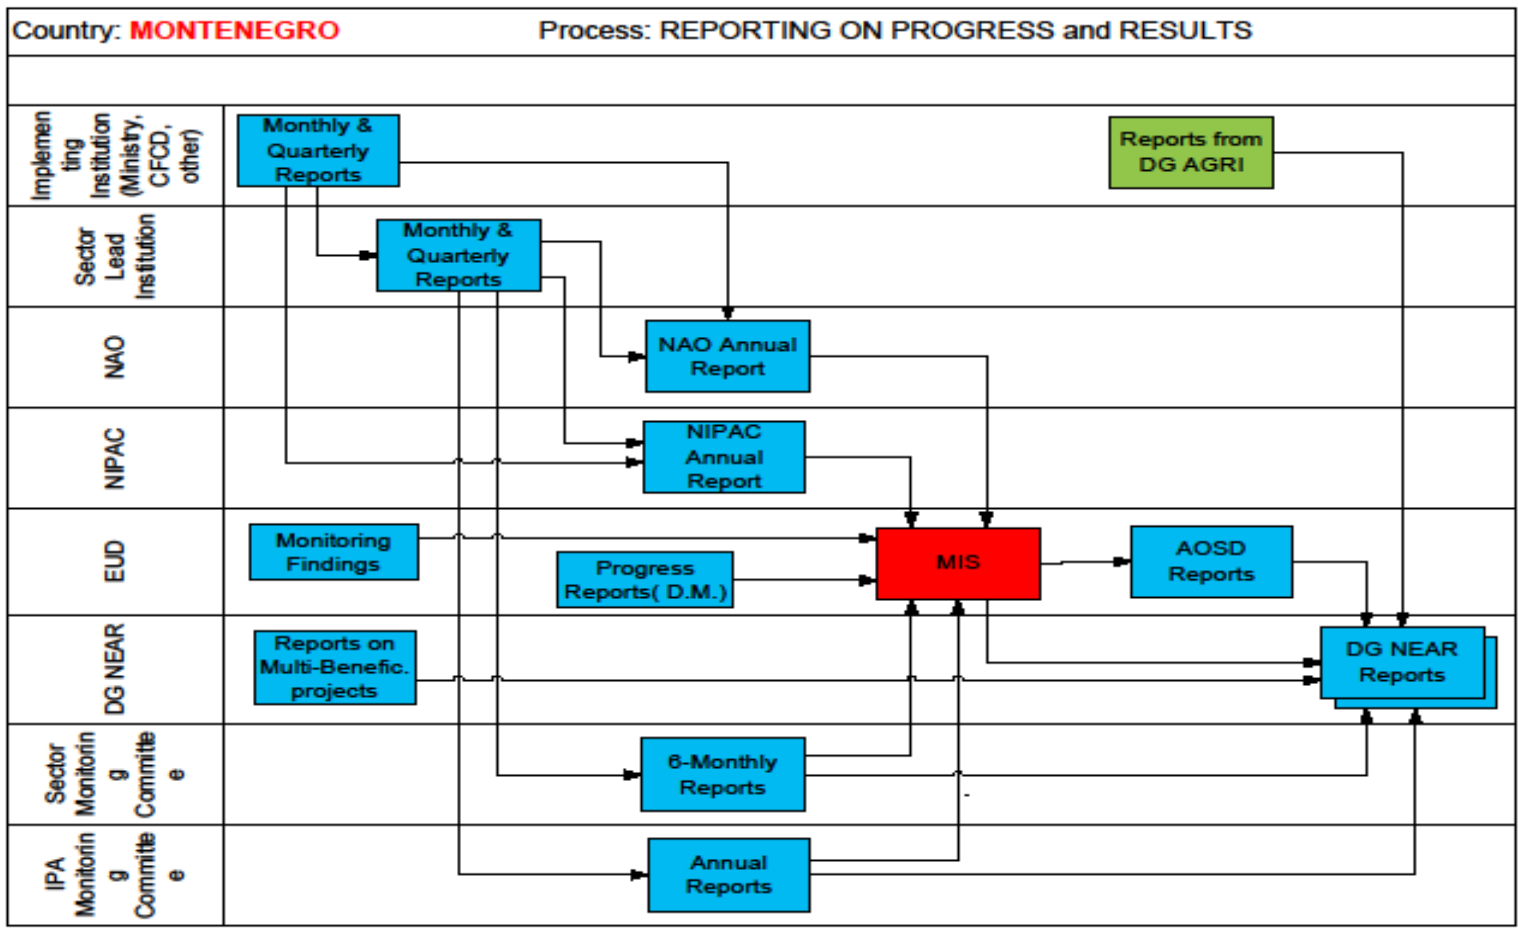 Country: MONTENEGRO
Process: REPORTING ON PROGRESS and RESULTS
Implemen
ting
Institution
(Ministry,
CFCD,
other)
Monthly &
Quarterly
Reports
Reports from
DG AGRI
Sector
Lead
Institution
Monthly &
Quarterly
Reports
NAO
NAO Annual
Report
NIPAC
NIPAC
Annual
Report
EUD
Monitoring
Findings
Progress
Reports( D.M.)
MIS
AOSD
Reports
DG NEAR
Reports on
Multi-Benefic.
projects
DG NEAR
Reports
Sector
Monitorin
g
Committe
e
6-Monthly
Reports
-
IPA
Monitorin
g
Committe
e
Annual
Reports